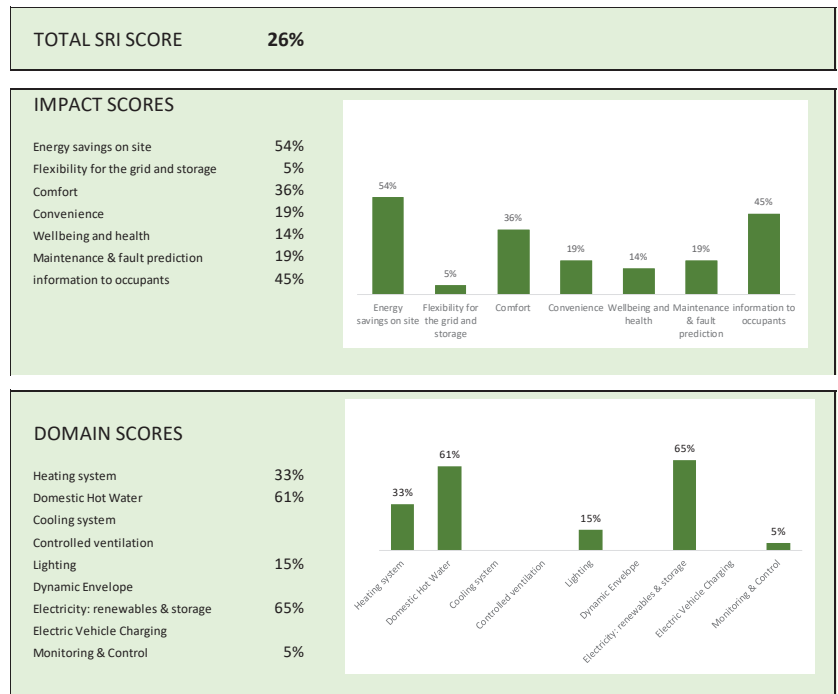 TOTAL SRI SCORE 26%
IMPACT SCORES
Energy savings on site 54%
Flexibility for the grid and storage 5%
Comfort 36%
Convenience 19%
Wellbeing and health 14%
Maintenance & fault prediction 19%
information to occupants 45%
54%
5%
36%
19%
14%
19%
45%
Energy savings on site
Flexibility for the grid and storage
Comfort
Convenience
Wellbeing and health
Maintenance & fault prediction
information to occupants
DOMAIN SCORES
Heating system 33%
Domestic Hot Water 61%
Cooling system
Controlled ventilation
Lighting 15%
Dynamic Envelope
Electricity: renewables & storage 65%
Electric Vehicle Charging
Monitoring & Control 5%
33%
61%
15%
65%
5%
Heating system
Domestic Hot Water
Cooling system
Controlled ventilation
Lighting
Dynamic Envelope
Electricity: renewables & storage
Electric Vehicle Charging
Monitoring & Control